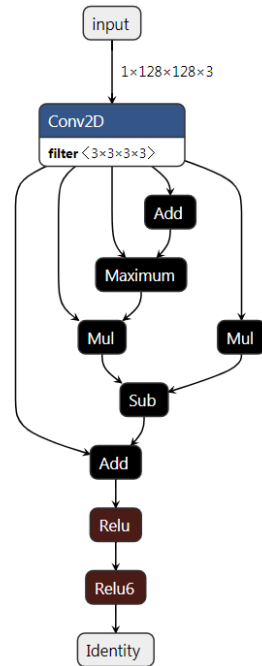 input
1×128×128×3
Conv2D
filter〈3×3×3×3〉
Add
Maximum
Mul
Mul
Sub
Add
Relu
Relu6
Identity